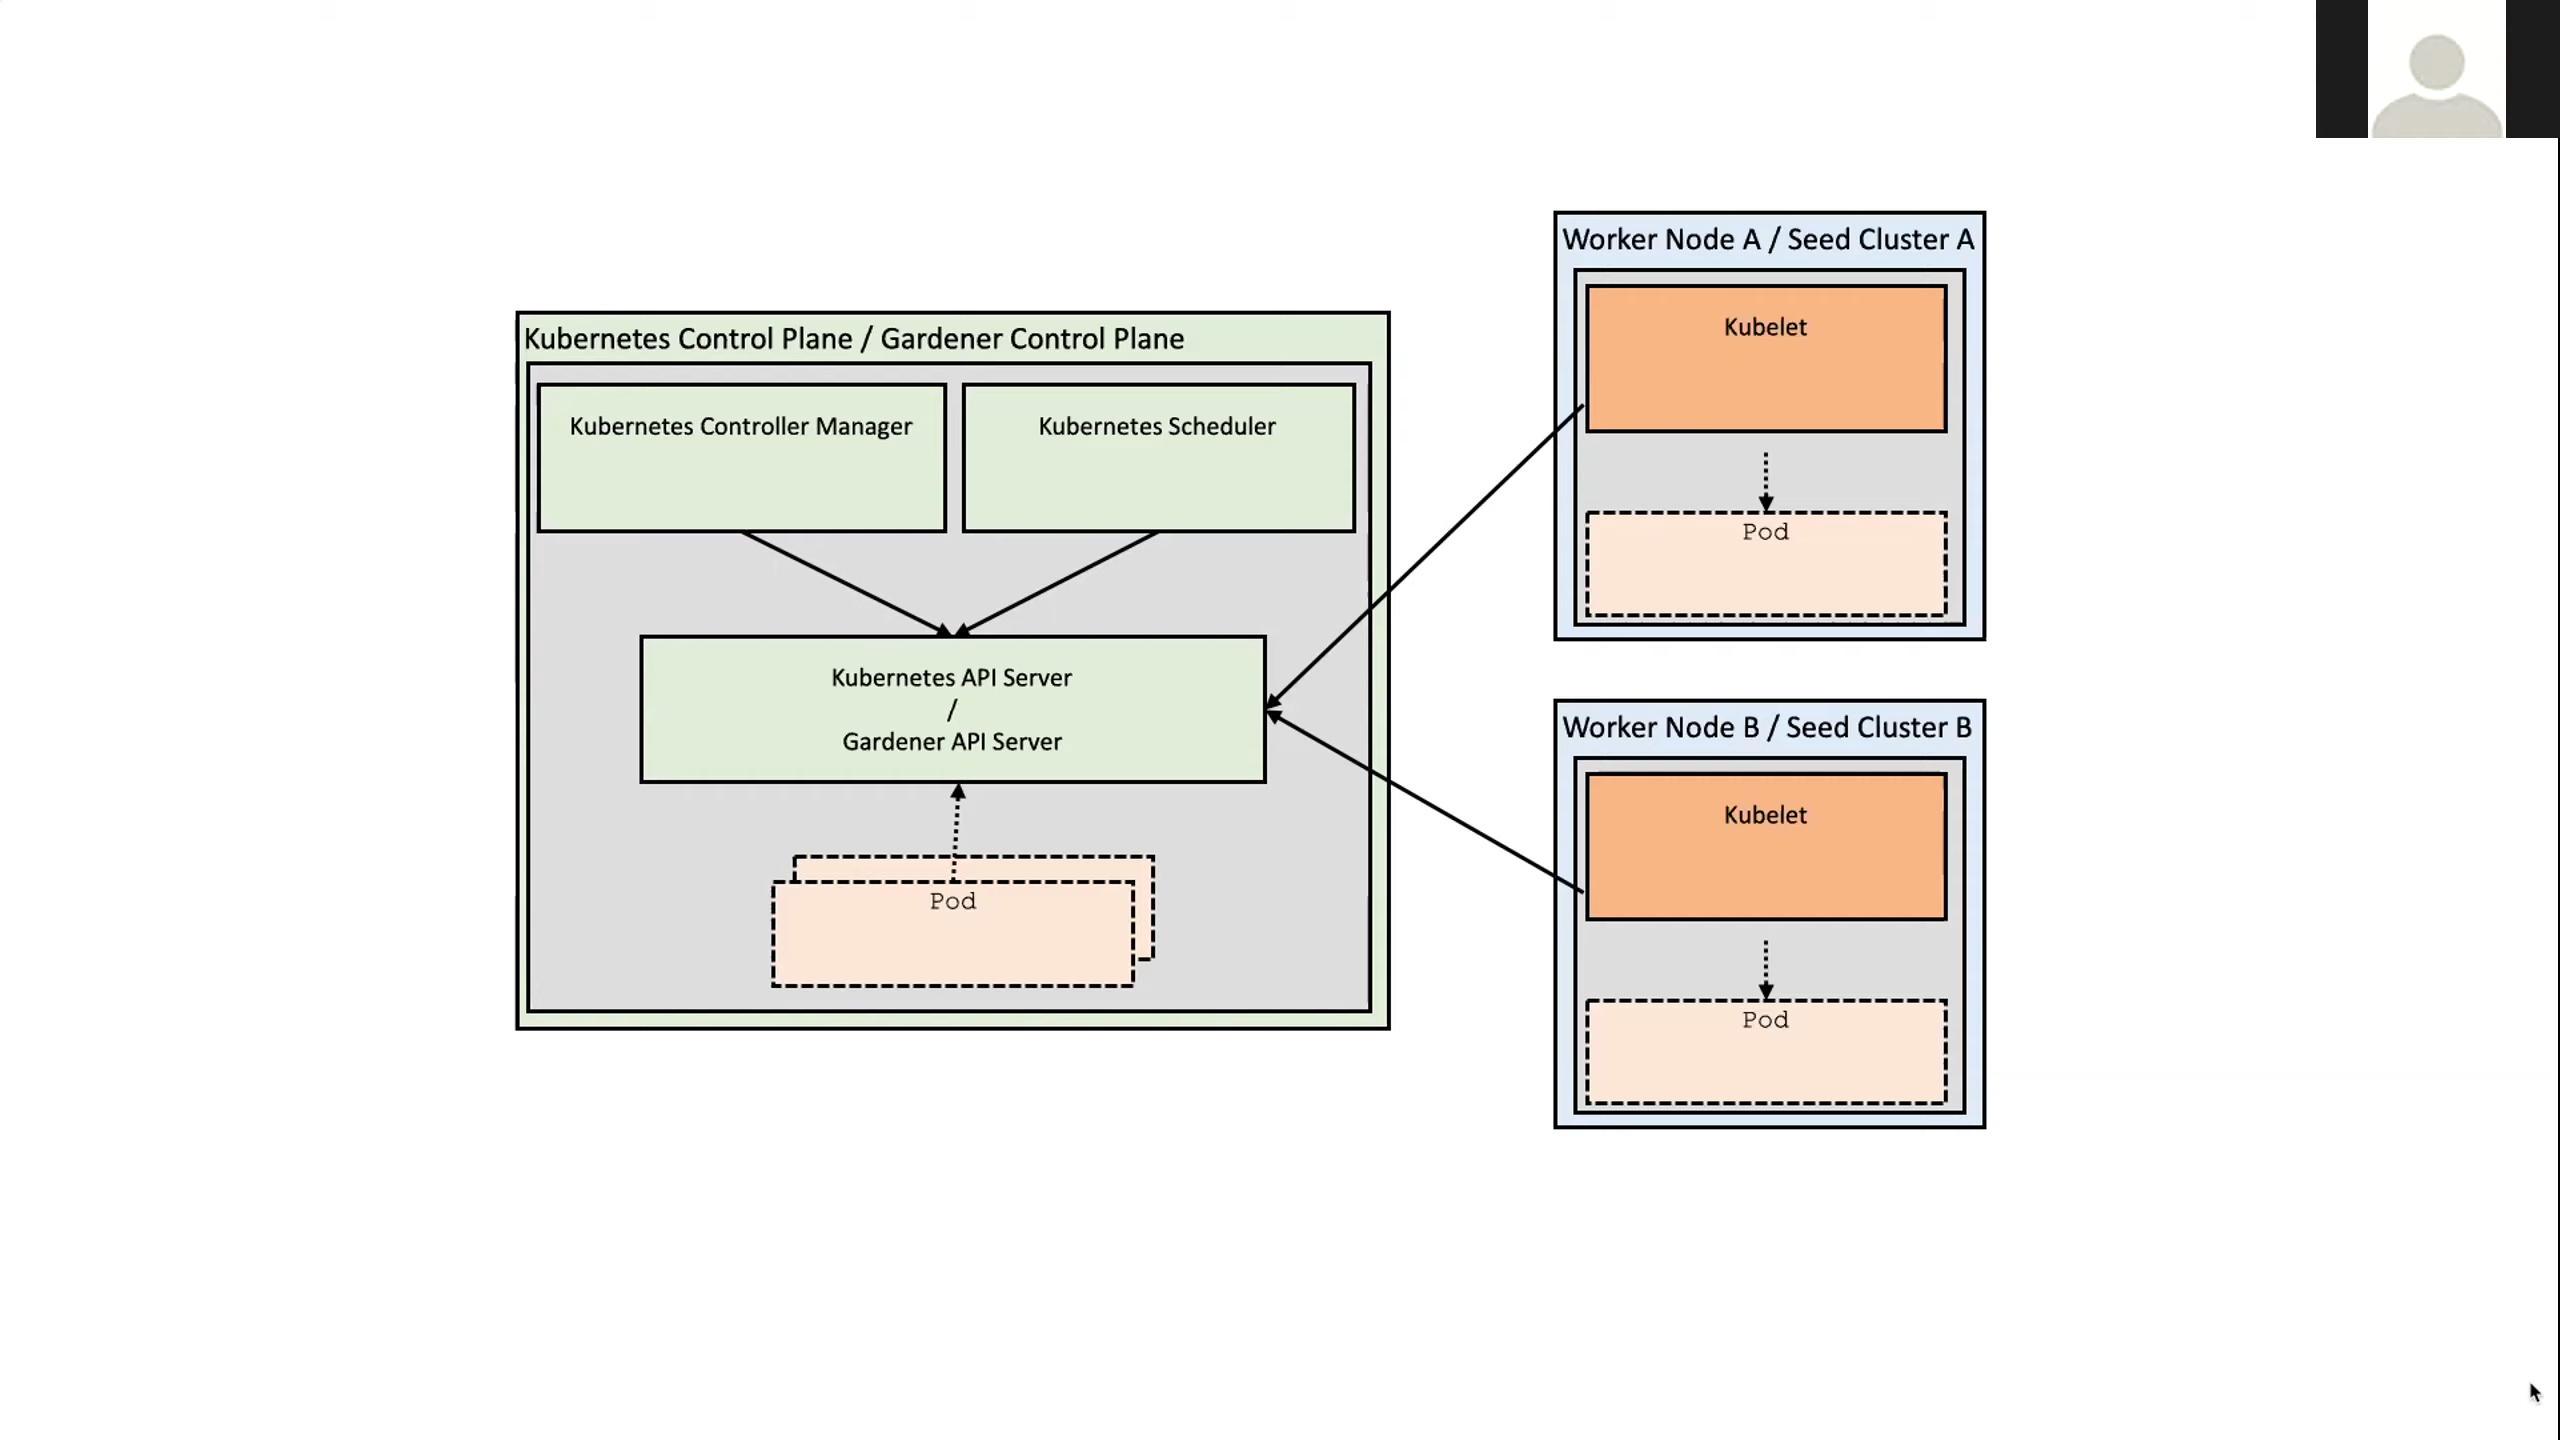 Kubernetes Control Plane / Gardener Control Plane
Kubernetes Controller Manager
Kubernetes Scheduler
Kubernetes API Server
/
Gardener API Server
Pod
Worker Node A / Seed Cluster A
Kubelet
Pod
Worker Node B / Seed Cluster B
Kubelet
Pod